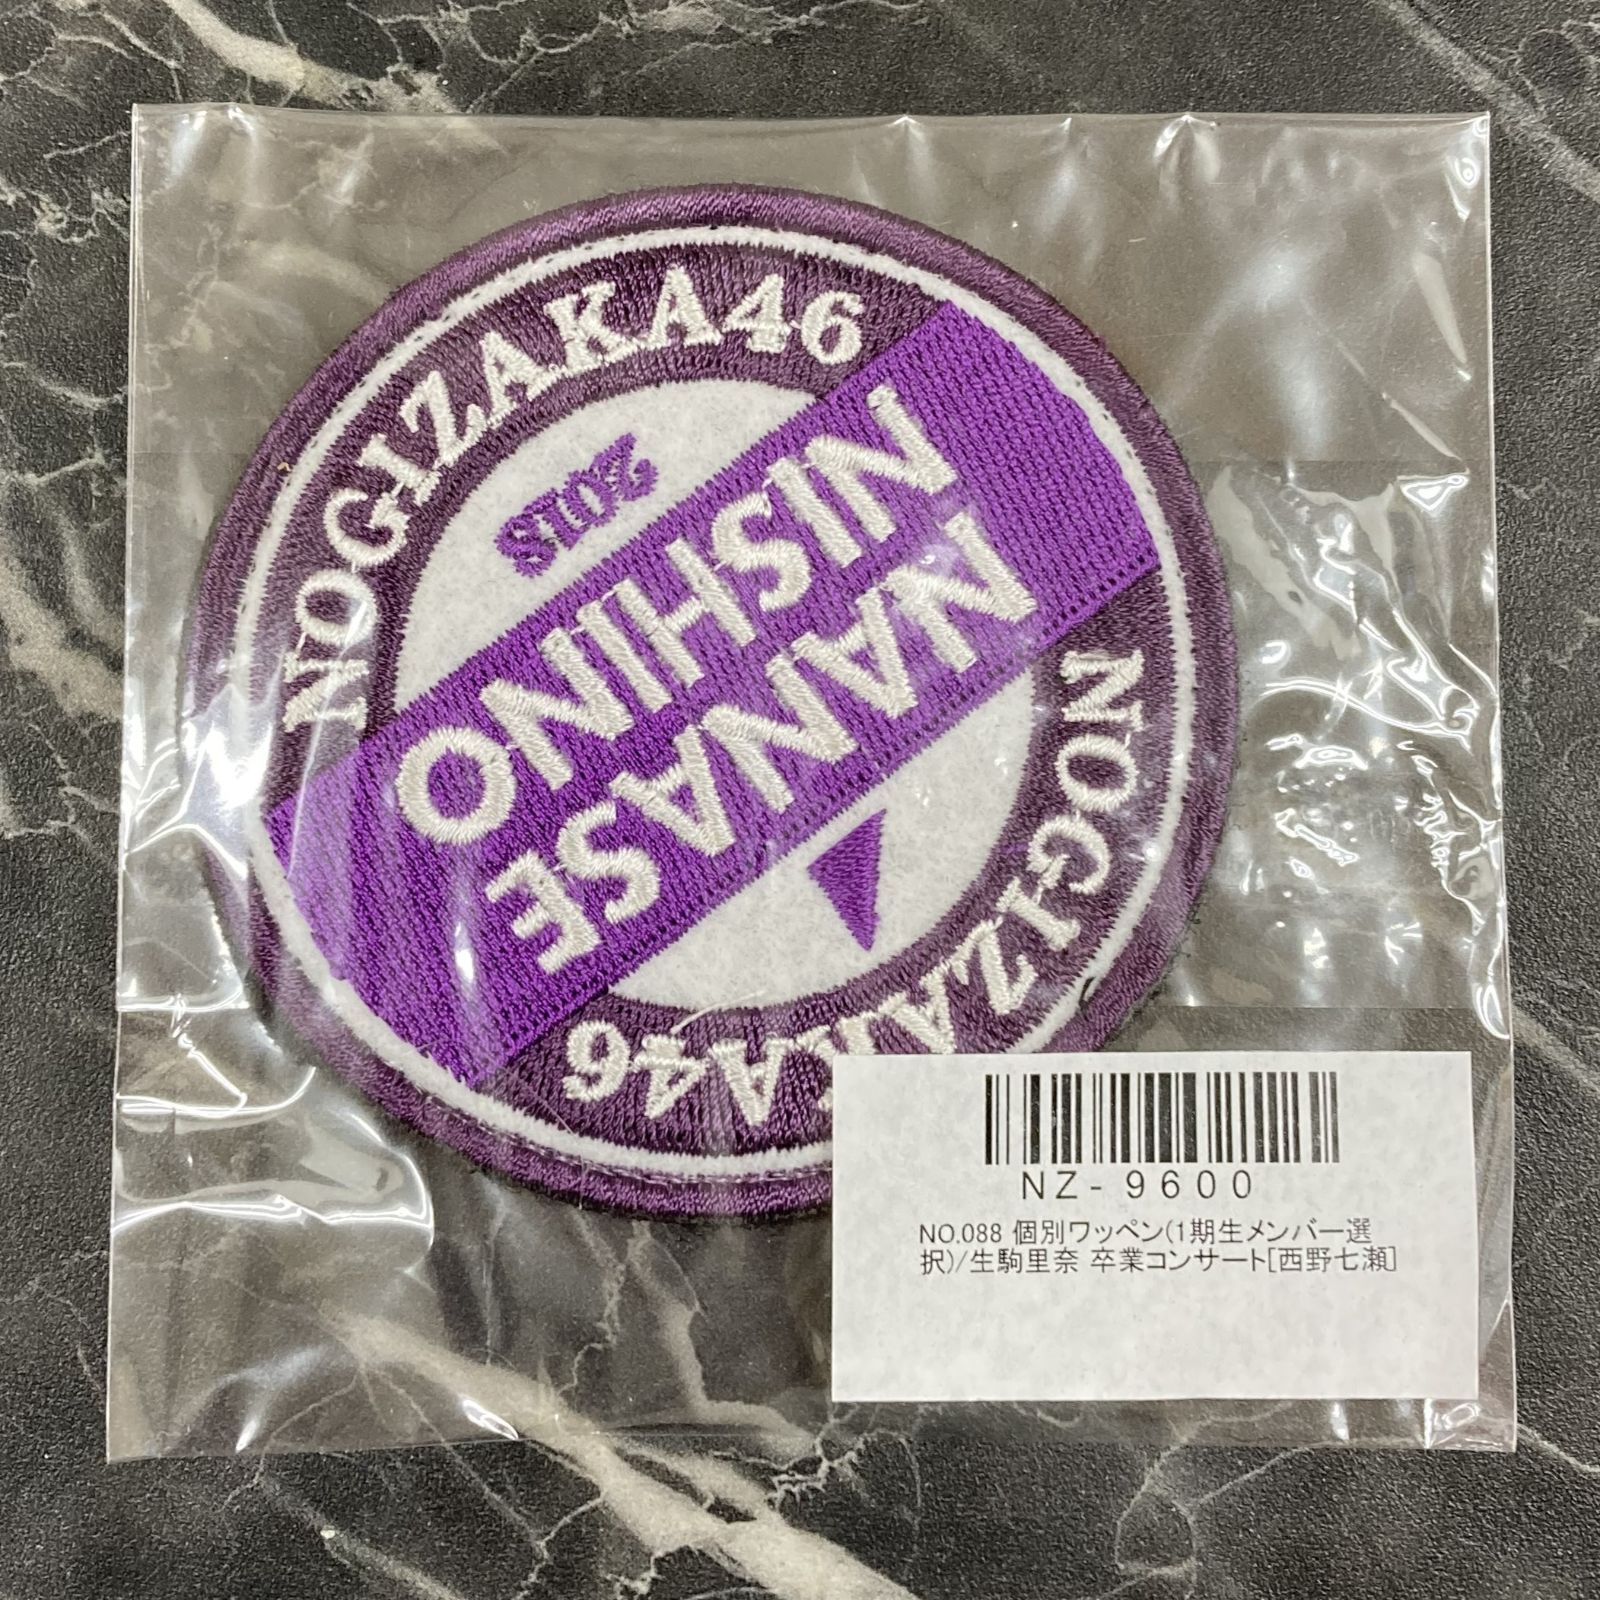 NOGIZAKA46
2018
NANASE
NISHINO
NOGIZAKA46
NZ-9600
NO.088 個別ワッペン(1期生メンバー選
択)/生駒里奈 卒業コンサート[西野七瀬]